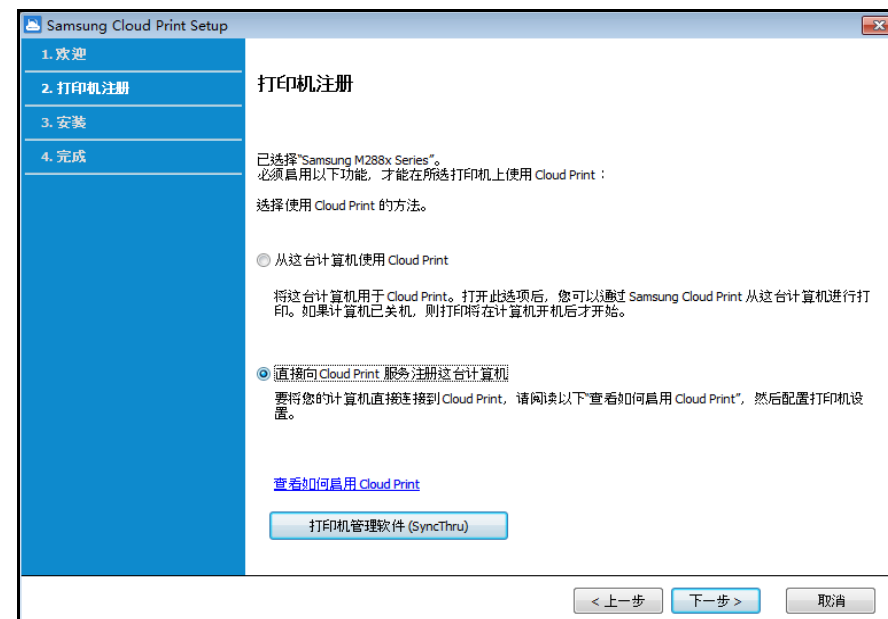 Samsung Cloud Print Setup
1. 欢迎
2. 打印机注册
3. 安装
4. 完成
打印机注册
已选择“Samsung M288x Series”。
必须启用以下功能，才能在所选打印机上使用 Cloud Print：
选择使用 Cloud Print 的方法。
从这台计算机使用 Cloud Print
将这台计算机用于 Cloud Print。打开此选项后，您可以通过 Samsung Cloud Print 从这台计算机进行打
印。如果计算机已关机，则打印将在计算机开机后才开始。
直接向 Cloud Print 服务注册这台计算机
要将您的计算机直接连接到 Cloud Print，请阅读以下“查看如何启用 Cloud Print”，然后配置打印机设
置。
查看如何启用 Cloud Print
打印机管理软件 (SyncThru)
< 上一步
下一步 >
取消